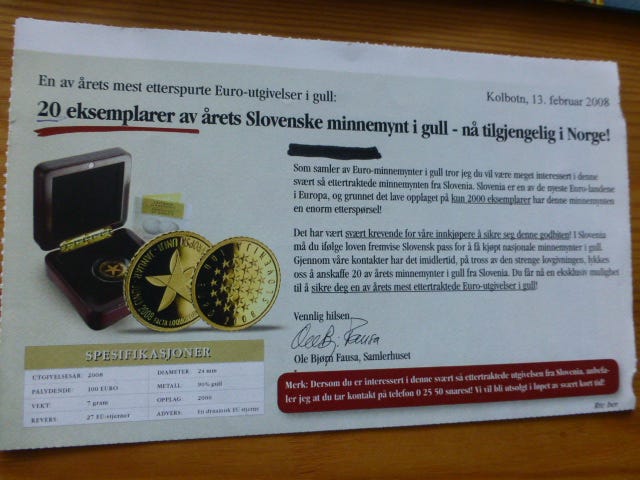 En av årets mest etterspurte Euro-utgivelser i gull:
Kolbotn, 13. februar 2008
20 eksemplarer av årets Slovenske minnemynt i gull - nå tilgjengelig i Norge!
Som samler av Euro-minnemynter i gull tror jeg du vil være meget interessert i denne
svært så ettertraktede minnemynten fra Slovenia. Slovenia er en av de nyeste Euro-landene
i Europa, og grunnet det lave opplaget på kun 2000 eksemplarer har denne minnemynten
en enorm etterspørsel!
Det har vært svært krevende for våre innkjøpere å sikre seg denne godbiten! I Slovenia
må du ifølge loven fremvise Slovensk pass for å få kjøpt nasjonale minnemynter i gull.
Gjennom våre kontakter har det imidlertid, på tross av den strenge lovgivningen, lykkes
oss å anskaffe 20 av årets minnemynter i gull fra Slovenia. Du får nå en eksklusiv mulighet
til å sikre deg en av årets mest ettertraktede Euro-utgivelser i gull!
Vennlig hilsen
Ole Bj. Fausa
Ole Bjørn Fausa, Samlerhuset
SPESIFIKASJONER
UTGIVELSESÅR: 2008
DIAMETER: 24 mm
PÅLYDENDE: 100 EURO
METALL: 90% gull
VEKT: 7 gram
OPPLAG: 2000
REVERS: 27 EU-stjerner
ADVERS: En dynamisk EU stjerne
Merk: Dersom du er interessert i denne svært så ettertraktede utgivelsen fra Slovenia, anbefa-
ler jeg at du tar kontakt på telefon 0 25 50 snarest! Vi vil bli utsolgt i løpet av svært kort tid!